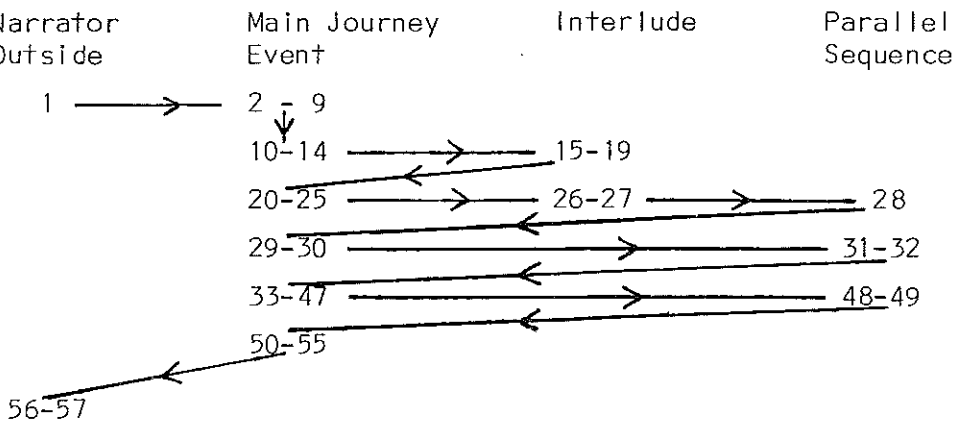 Narrator Main Journey Interlude Parallel
Outside Event Sequence
1 2 - 9
10-14 15-19
20-25 26-27 28
29-30 31-32
33-47 48-49
50-55
56-57